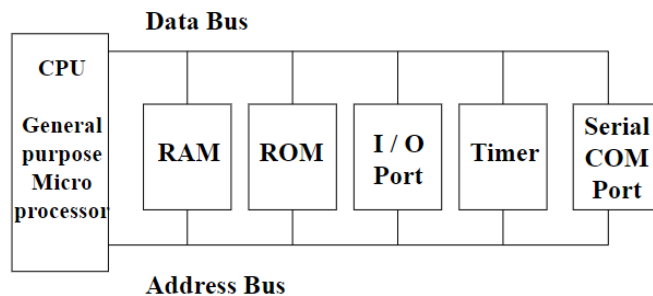 Data Bus
CPU
General
purpose
Micro
processor
RAM
ROM
I / O
Port
Timer
Serial
COM
Port
Address Bus